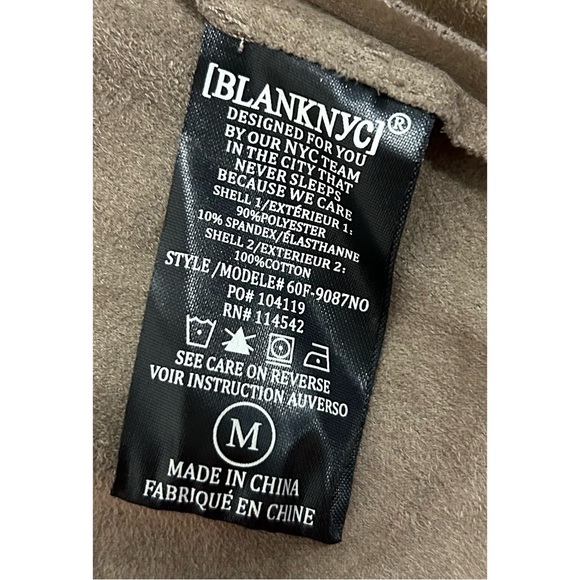 [BLANKNYC]®
DESIGNED FOR YOU
BY OUR NYC TEAM
IN THE CITY THAT
NEVER SLEEPS
BECAUSE WE CARE
SHELL 1/EXTÉRIEUR 1:
90%POLYESTER
10% SPANDEX/ÉLASTHANNE
SHELL 2/EXTERIEUR 2:
100%COTTON
STYLE /MODELE# 60F-9087NO
PO# 104119
RN# 114542
SEE CARE ON REVERSE
VOIR INSTRUCTION AUVERSO
M
MADE IN CHINA
FABRIQUÉ EN CHINE